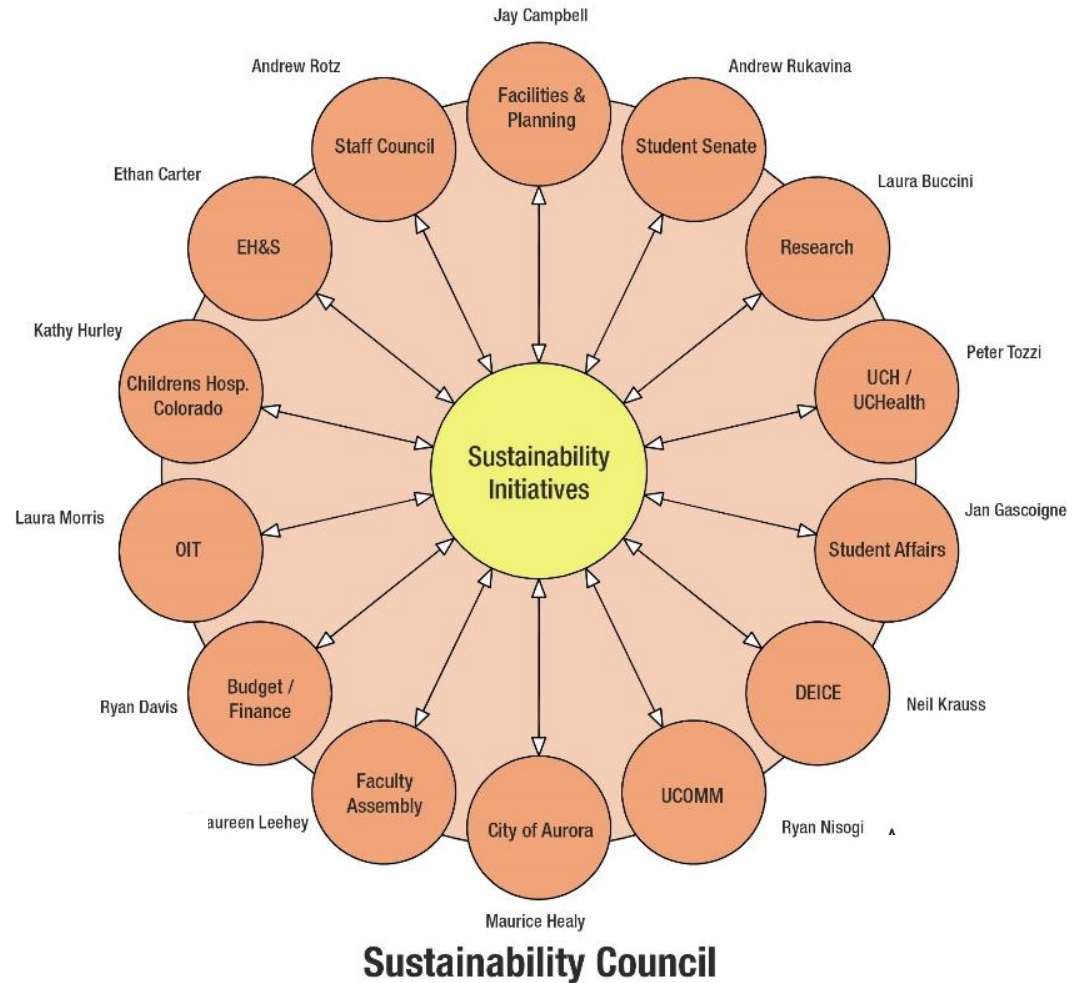 Jay Campbell
Facilities &
Planning
Andrew Rukavina
Student Senate
Laura Buccini
Research
Peter Tozzi
UCH /
UCHealth
Jan Gascoigne
Student Affairs
Neil Krauss
DEICE
Ryan Nisogi
UCOMM
Maurice Healy
City of Aurora
aureen Leehey
Faculty
Assembly
Ryan Davis
Budget /
Finance
Laura Morris
OIT
Kathy Hurley
Childrens Hosp.
Colorado
Ethan Carter
EH&S
Andrew Rotz
Staff Council
Sustainability
Initiatives
Sustainability Council